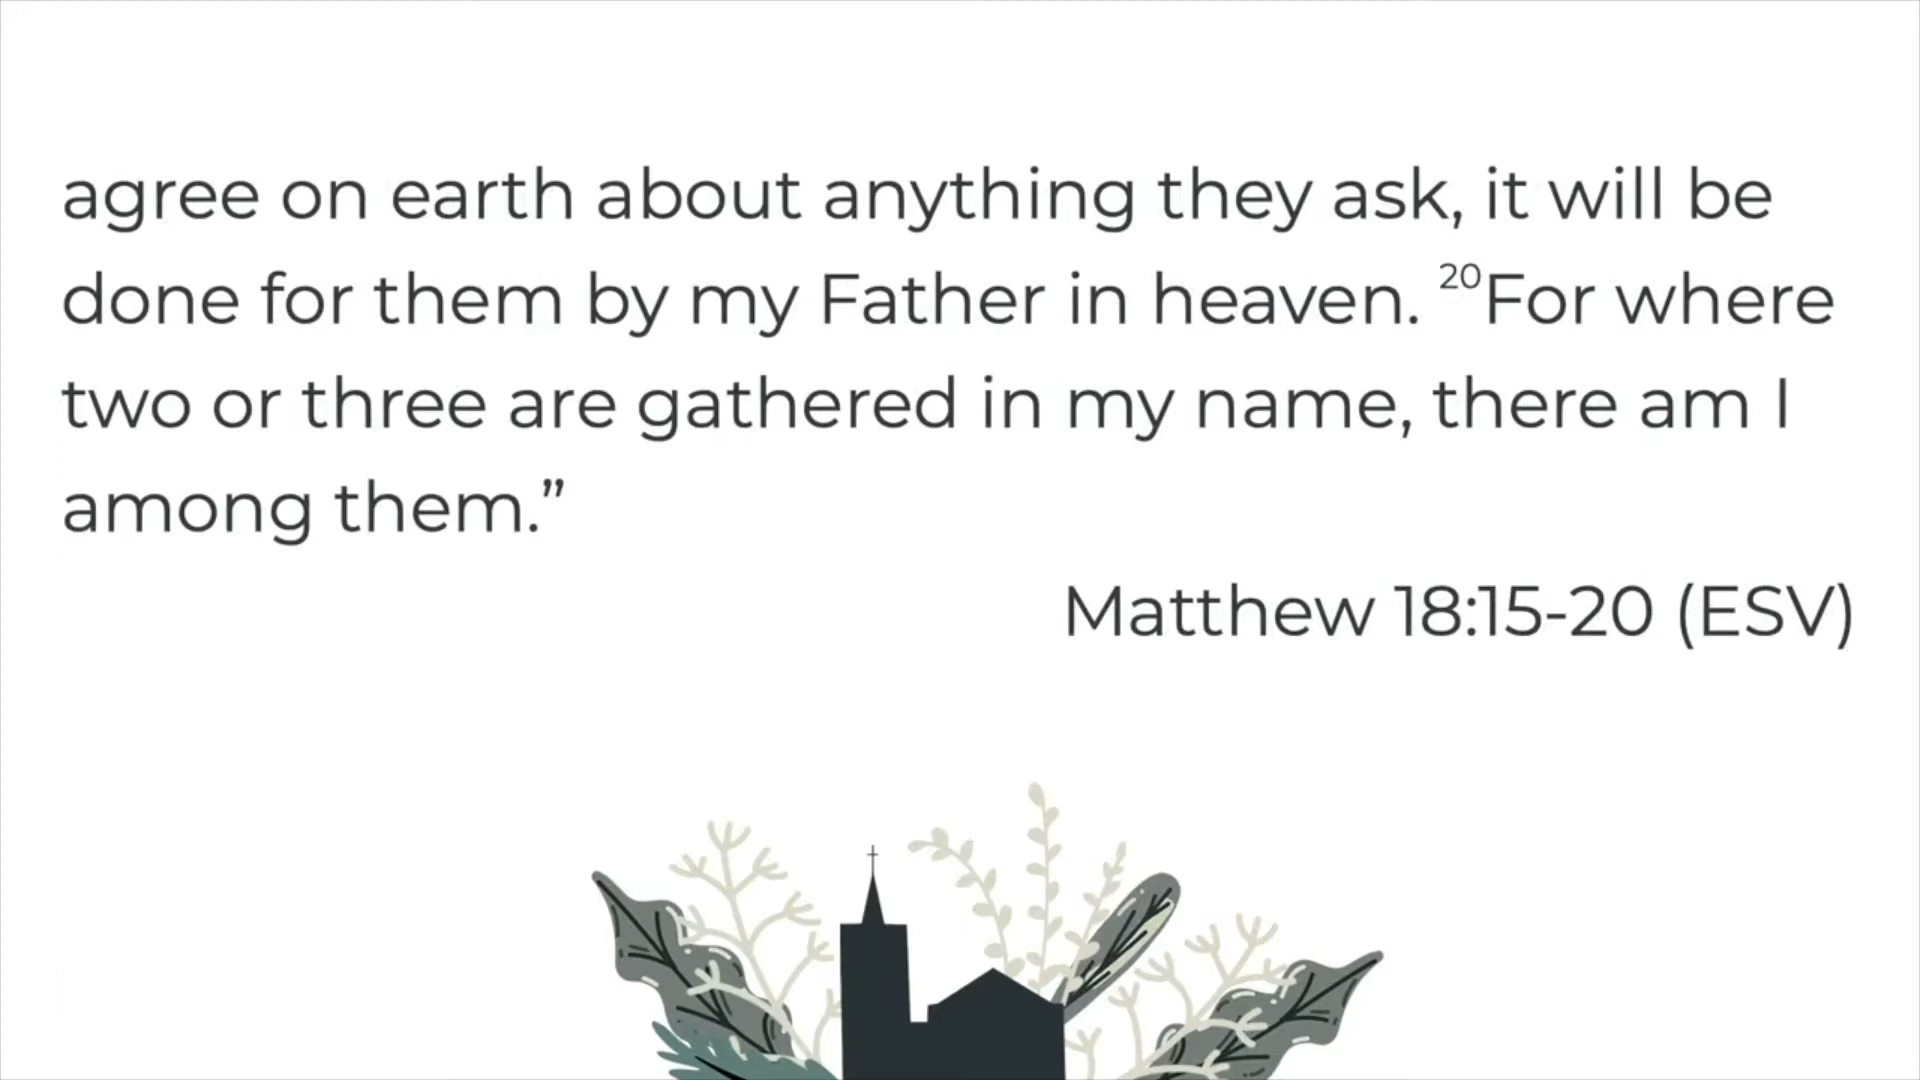 agree on earth about anything they ask, it will be
done for them by my Father in heaven. 20For where
two or three are gathered in my name, there am I
among them.”
Matthew 18:15-20 (ESV)